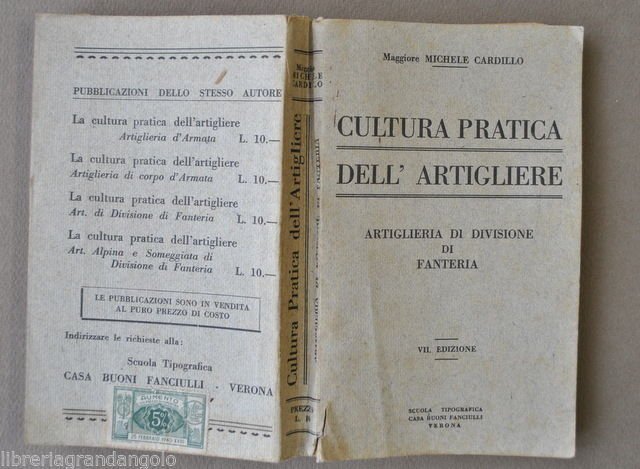 PUBBLICAZIONI DELLO STESSO AUTORE
La cultura pratica dell'artigliere
Artiglieria d'Armata L. 10.—
La cultura pratica dell'artigliere
Artiglieria di corpo d'Armata L. 10.—
La cultura pratica dell'artigliere
Art. di Divisione di Fanteria L. 10.—
La cultura pratica dell'artigliere
Art. Alpina e Someggiata di
Divisione di Fanteria L. 10.—
LE PUBBLICAZIONI SONO IN VENDITA
AL PURO PREZZO DI COSTO
Indirizzare le richieste alla:
Scuola Tipografica
CASA BUONI FANCIULLI - VERONA
AUMENTO
5%
MICHELE
CARDILLO
Cultura Pratica dell'Artigliere
PREZZO
L.
Maggiore MICHELE CARDILLO
CULTURA PRATICA
DELL' ARTIGLIERE
ARTIGLIERIA DI DIVISIONE
DI
FANTERIA
VII. EDIZIONE
SCUOLA TIPOGRAFICA
CASA BUONI FANCIULLI
VERONA
libreriagrandangolo